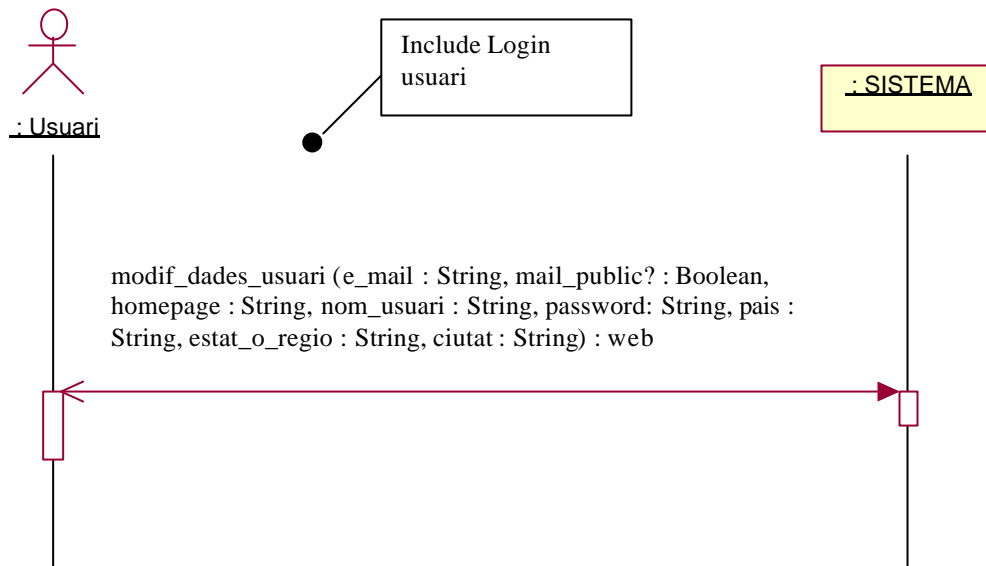 Include Login
usuari
: SISTEMA
: Usuari
modif_dades_usuari (e_mail : String, mail_public? : Boolean,
homepage : String, nom_usuari : String, password: String, pais :
String, estat_o_regio : String, ciutat : String) : web